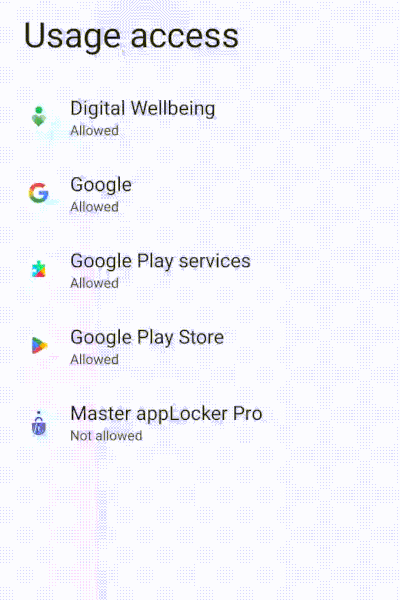 Usage access
Digital Wellbeing
Allowed
Google
Allowed
Google Play services
Allowed
Google Play Store
Allowed
Master appLocker Pro
Not allowed